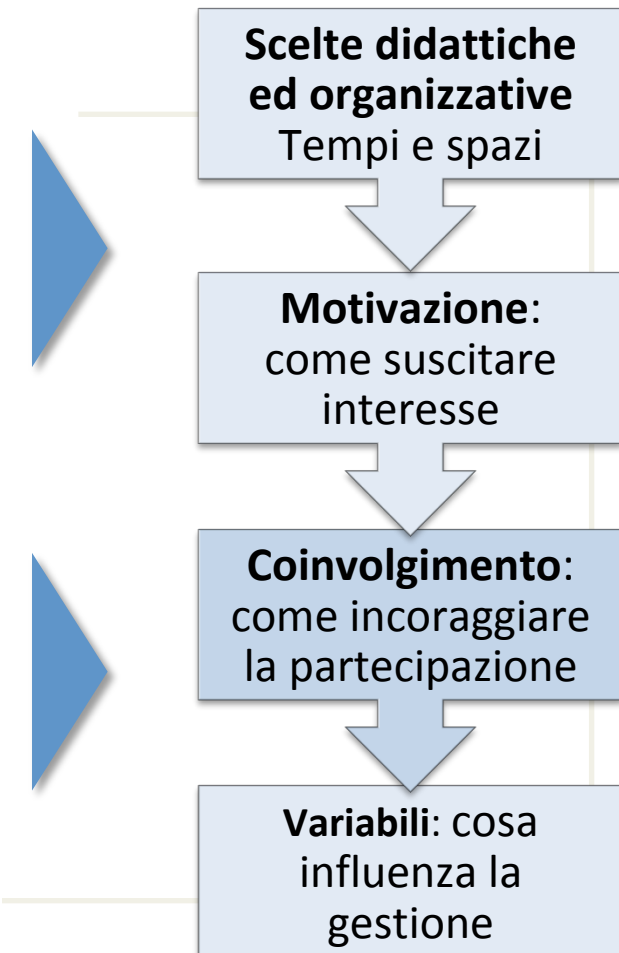 Scelte didattiche
ed organizzative
Tempi e spazi
Motivazione:
come suscitare
interesse
Coinvolgimento:
come incoraggiare
la partecipazione
Variabili: cosa
influenza la
gestione